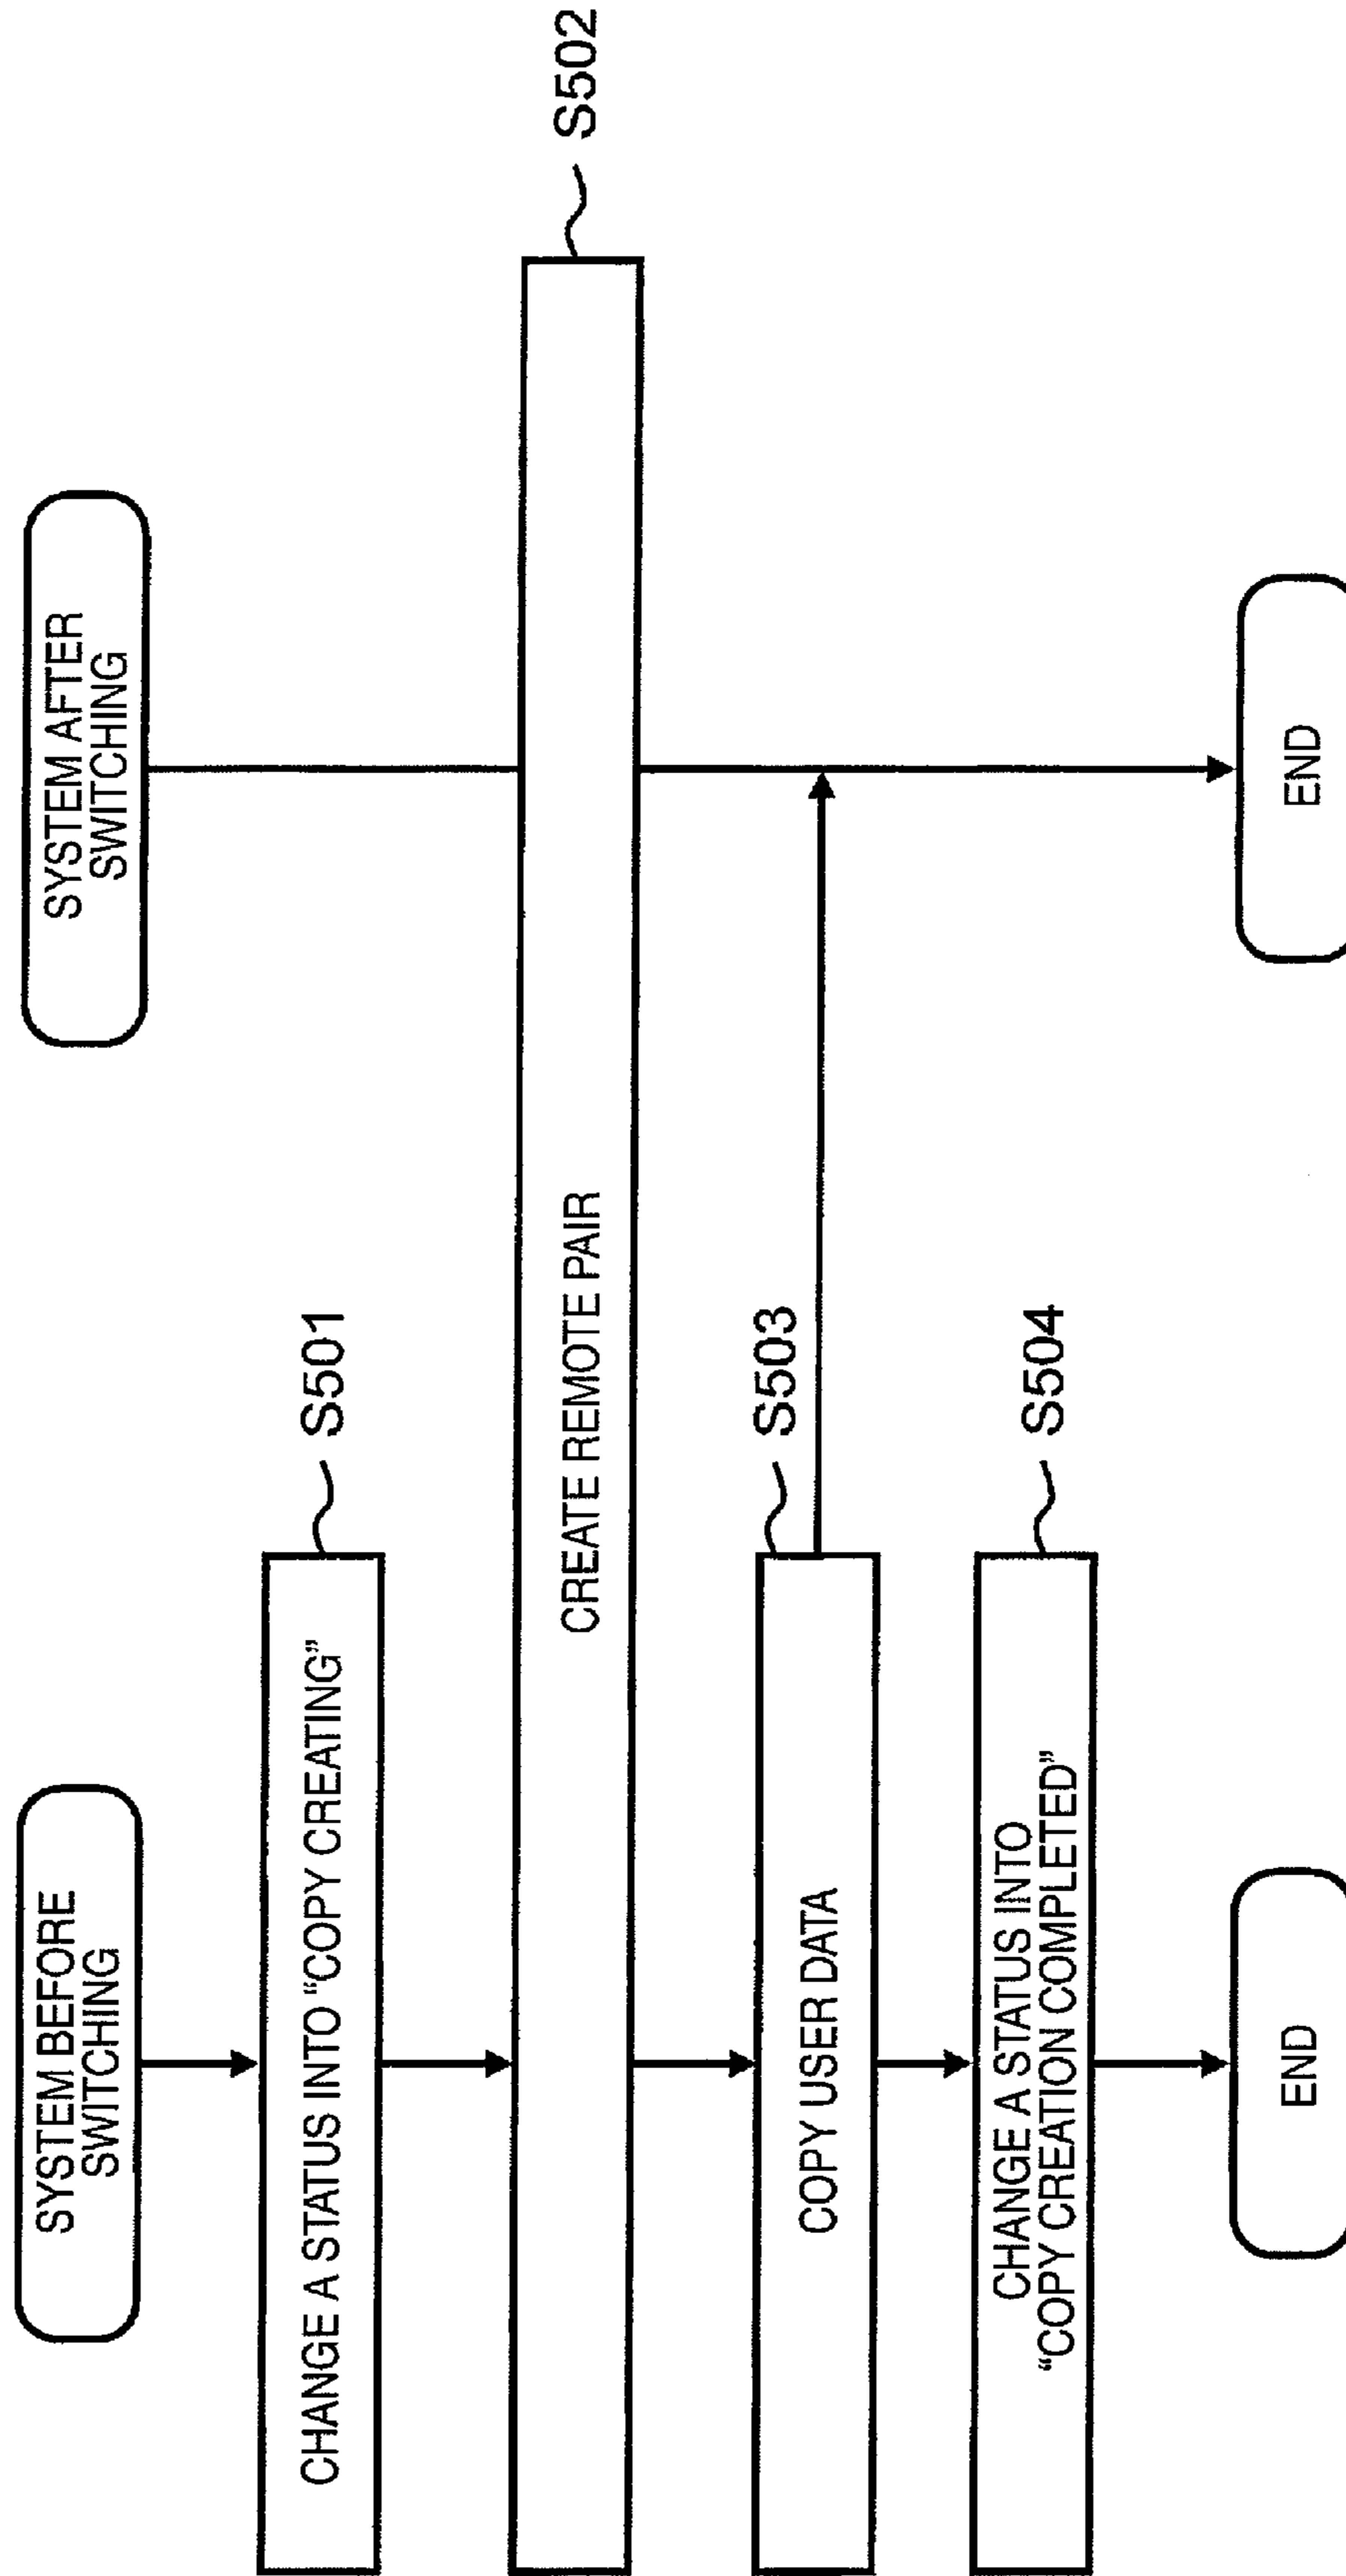 SYSTEM BEFORE
SWITCHING
SYSTEM AFTER
SWITCHING
CHANGE A STATUS INTO “COPY CREATING”
S501
CREATE REMOTE PAIR
S502
COPY USER DATA
S503
CHANGE A STATUS INTO
“COPY CREATION COMPLETED”
S504
END
END